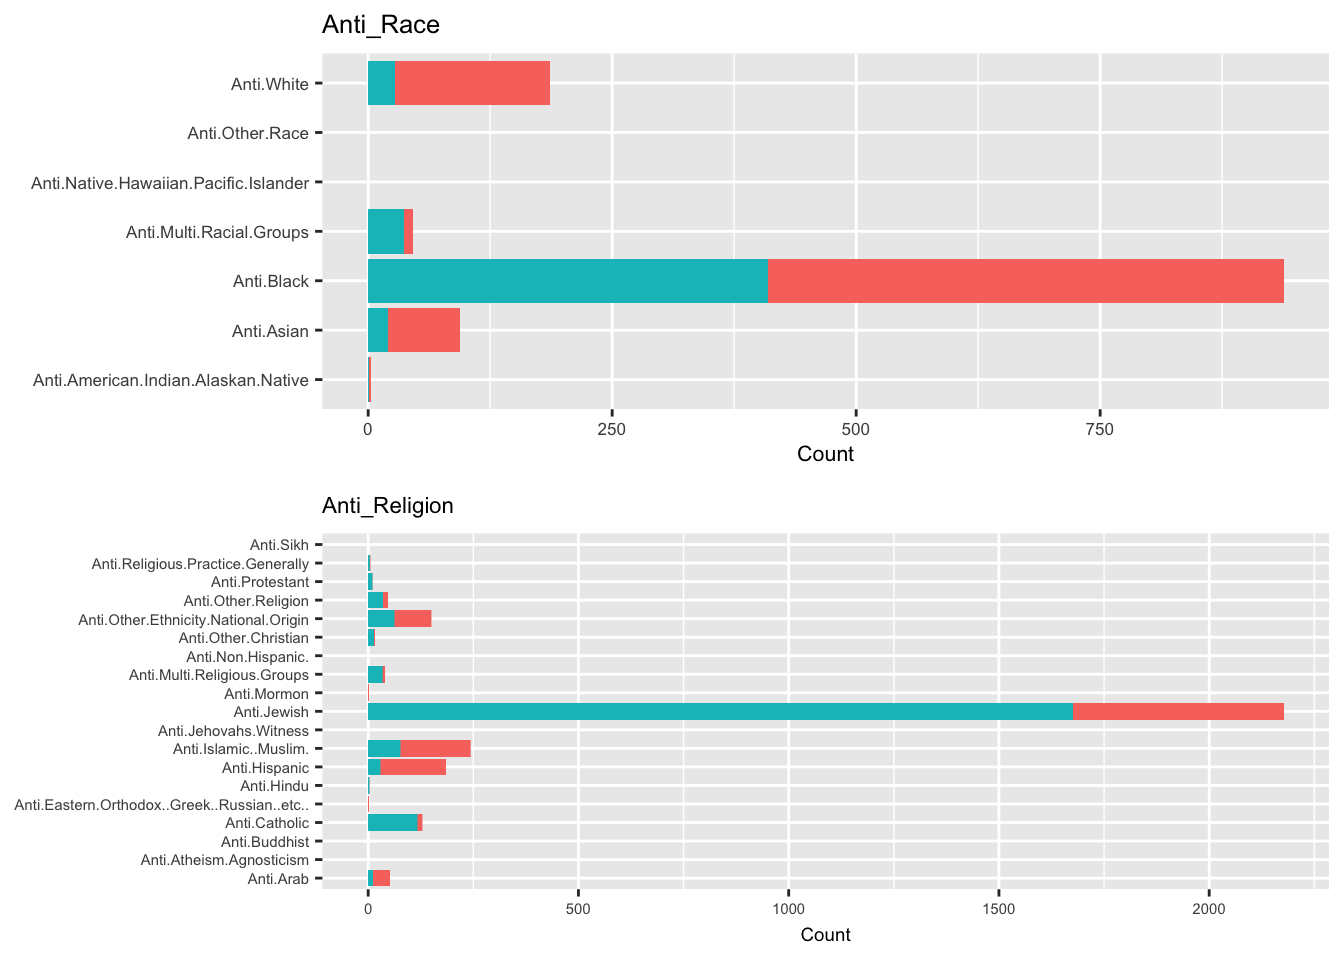 Anti_Race
Anti.White
Anti.Other.Race
Anti.Native.Hawaiian.Pacific.Islander
Anti.Multi.Racial.Groups
Anti.Black
Anti.Asian
Anti.American.Indian.Alaskan.Native
0 250 500 750
Count
Anti_Religion
Anti.Sikh
Anti.Religious.Practice.Generally
Anti.Protestant
Anti.Other.Religion
Anti.Other.Ethnicity.National.Origin
Anti.Other.Christian
Anti.Non.Hispanic.
Anti.Multi.Religious.Groups
Anti.Mormon
Anti.Jewish
Anti.Jehovahs.Witness
Anti.Islamic..Muslim.
Anti.Hispanic
Anti.Hindu
Anti.Eastern.Orthodox..Greek..Russian..etc..
Anti.Catholic
Anti.Buddhist
Anti.Atheism.Agnosticism
Anti.Arab
0 500 1000 1500 2000
Count